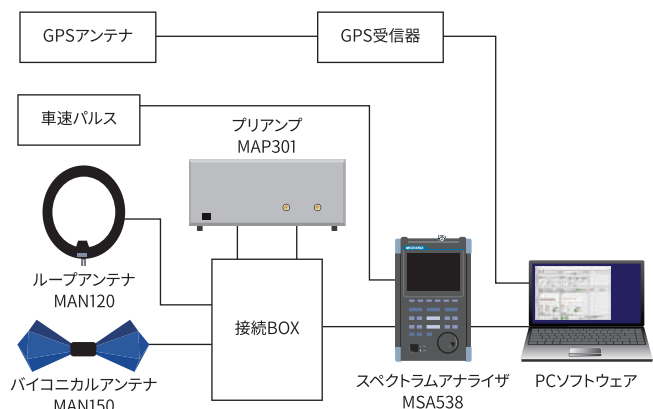 GPSアンテナ
GPS受信器
車速パルス
プリアンプ
MAP301
ループアンテナ
MAN120
接続BOX
バイコニカルアンテナ
MAN150
スペクトラムアナライザ
MSA538
PCソフトウェア